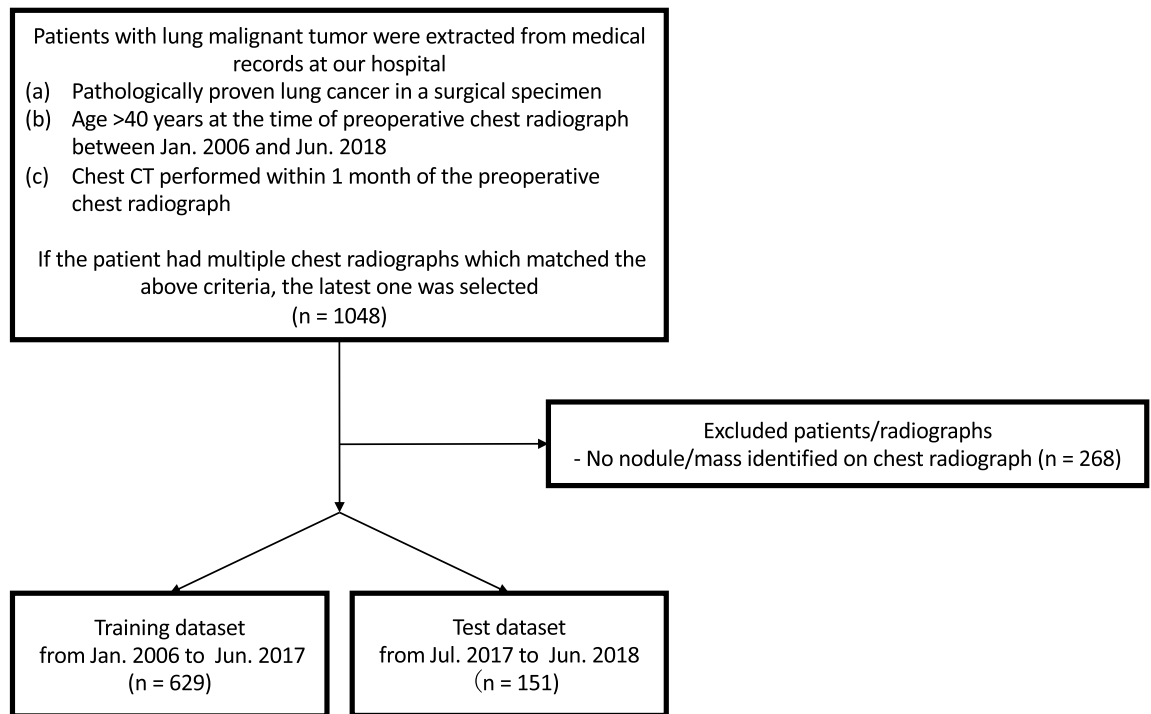 Patients with lung malignant tumor were extracted from medical
records at our hospital
(a) Pathologically proven lung cancer in a surgical specimen
(b) Age >40 years at the time of preoperative chest radiograph
between Jan. 2006 and Jun. 2018
(c) Chest CT performed within 1 month of the preoperative
chest radiograph
If the patient had multiple chest radiographs which matched the
above criteria, the latest one was selected
(n = 1048)
Excluded patients/radiographs
- No nodule/mass identified on chest radiograph (n = 268)
Training dataset
from Jan. 2006 to Jun. 2017
(n = 629)
Test dataset
from Jul. 2017 to Jun. 2018
（n = 151)